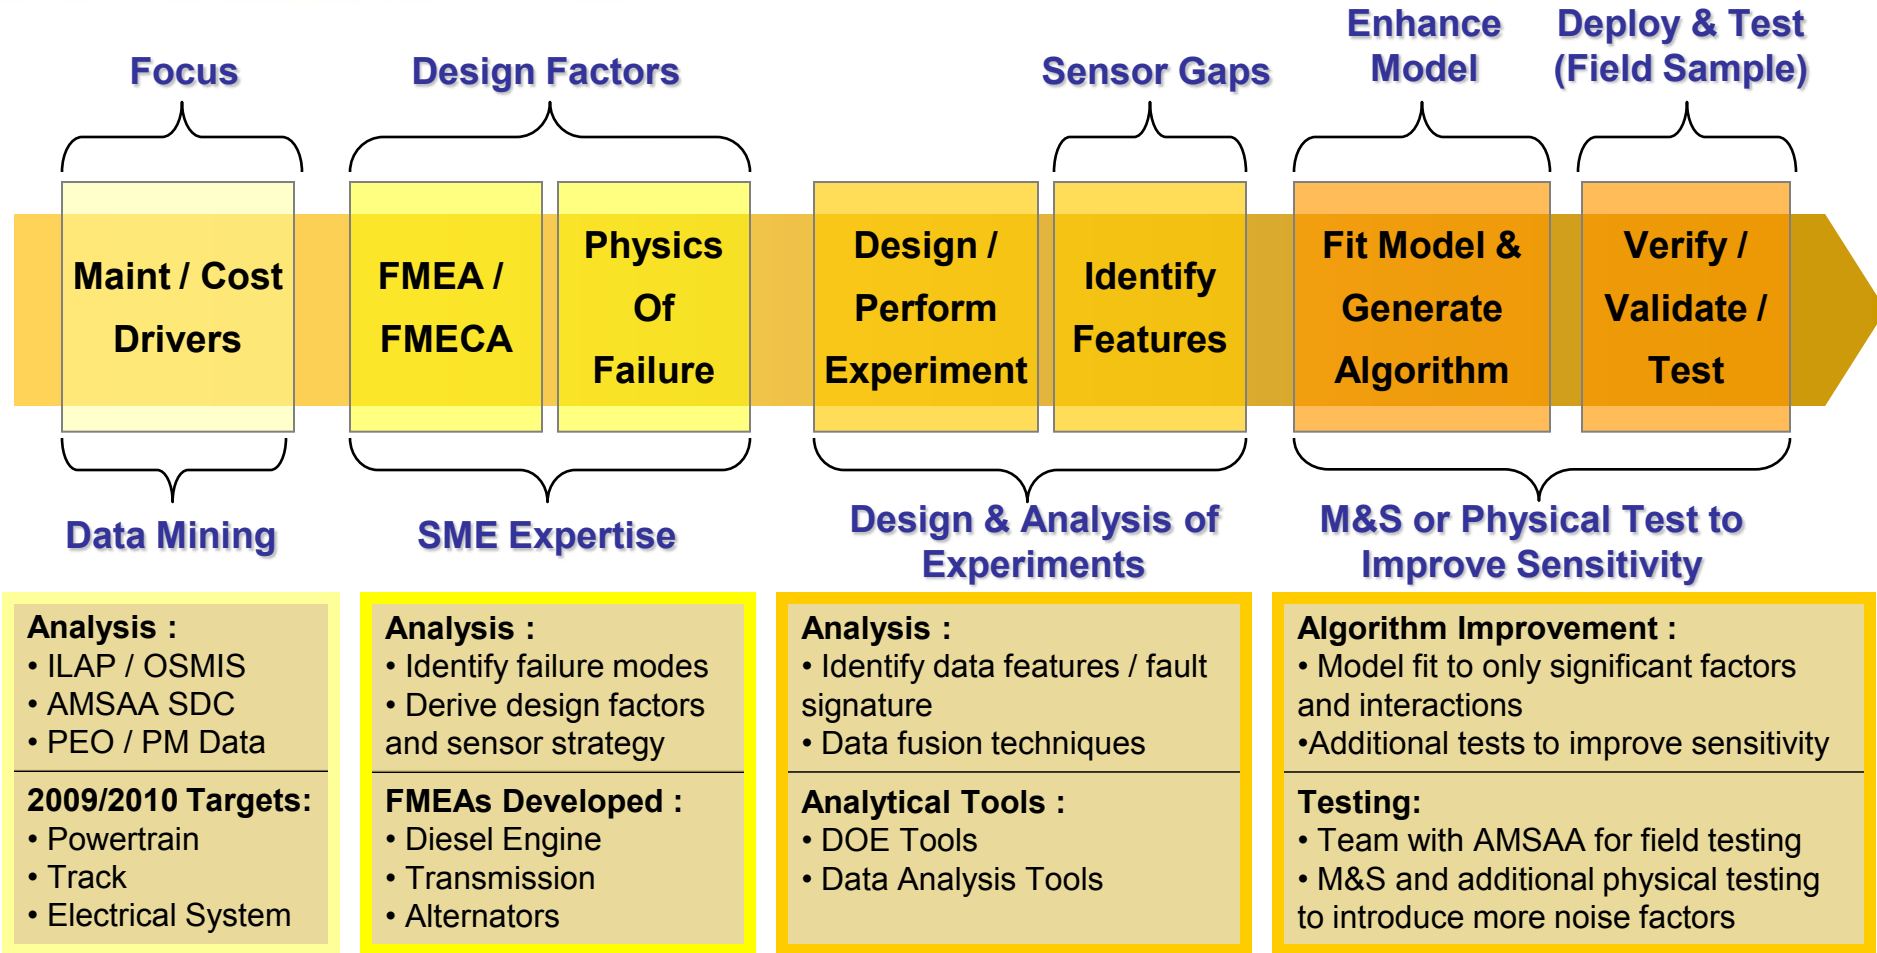 Focus
Design Factors
Sensor Gaps
Enhance
Model
Deploy & Test
(Field Sample)
Maint / Cost
Drivers
FMEA /
FMECA
Physics
Of
Failure
Design /
Perform
Experiment
Identify
Features
Fit Model &
Generate
Algorithm
Verify /
Validate /
Test
Data Mining
SME Expertise
Design & Analysis of
Experiments
M&S or Physical Test to
Improve Sensitivity
Analysis :
• ILAP / OSMIS
• AMSAA SDC
• PEO / PM Data
2009/2010 Targets:
• Powertrain
• Track
• Electrical System
Analysis :
• Identify failure modes
• Derive design factors
and sensor strategy
FMEAs Developed :
• Diesel Engine
• Transmission
• Alternators
Analysis :
• Identify data features / fault
signature
• Data fusion techniques
Analytical Tools :
• DOE Tools
• Data Analysis Tools
Algorithm Improvement :
• Model fit to only significant factors
and interactions
•Additional tests to improve sensitivity
Testing:
• Team with AMSAA for field testing
• M&S and additional physical testing
to introduce more noise factors